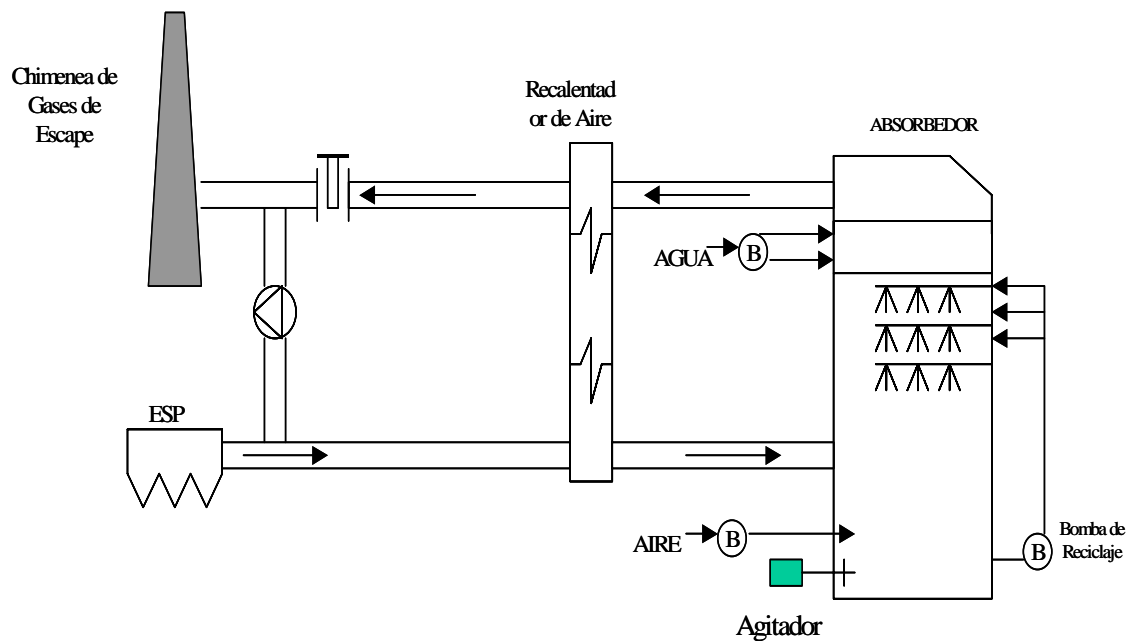 Chimenea de
Gases de
Escape
Recalentad
or de Aire
ABSORBEDOR
AGUA
B
ESP
AIRE
B
Bomba de
Reciclaje
B
Agitador